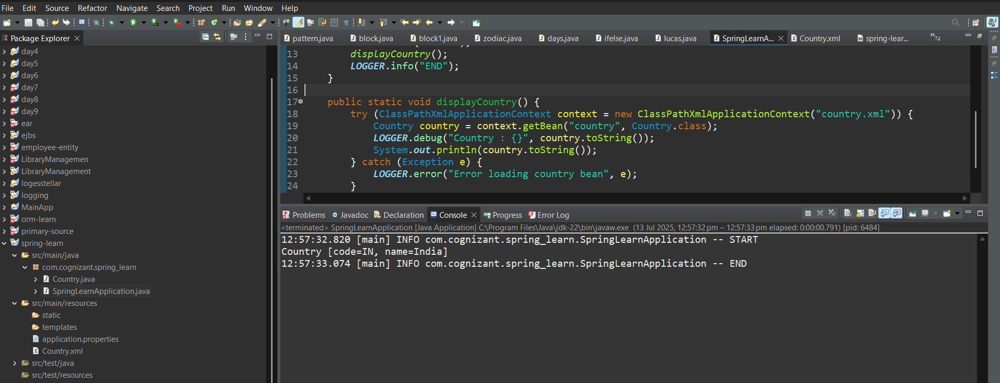 File Edit Source Refactor Navigate Search Project Run Window Help
Package Explorer
day4
day5
day6
day7
day8
day9
ear
ejbs
employee-entity
LibraryManagemen
LibraryManagement
logesstellar
logging
MainApp
orm-learn
primary-source
spring-learn
src/main/java
com.cognizant.spring_learn
Country.java
SpringLearnApplication.java
src/main/resources
static
templates
application.properties
Country.xml
src/test/java
src/test/resources
pattern.java block.java block1.java zodiac.java days.java ifelse.java lucas.java SpringLearnA... Country.xml spring-lear... »74
13 displayCountry();
14 LOGGER.info("END");
15 }
16
17 public static void displayCountry() {
18 try (ClassPathXmlApplicationContext context = new ClassPathXmlApplicationContext("country.xml")) {
19 Country country = context.getBean("country", Country.class);
20 LOGGER.debug("Country : {}", country.toString());
21 System.out.println(country.toString());
22 } catch (Exception e) {
23 LOGGER.error("Error loading country bean", e);
24 }
Problems Javadoc Declaration Console Progress Error Log
<terminated> SpringLearnApplication [Java Application] C:\Program Files\Java\jdk-22\bin\javaw.exe (13 Jul 2025, 12:57:32 pm – 12:57:33 pm elapsed: 0:00:00.791) [pid: 6484]
12:57:32.820 [main] INFO com.cognizant.spring_learn.SpringLearnApplication -- START
Country [code=IN, name=India]
12:57:33.074 [main] INFO com.cognizant.spring_learn.SpringLearnApplication -- END